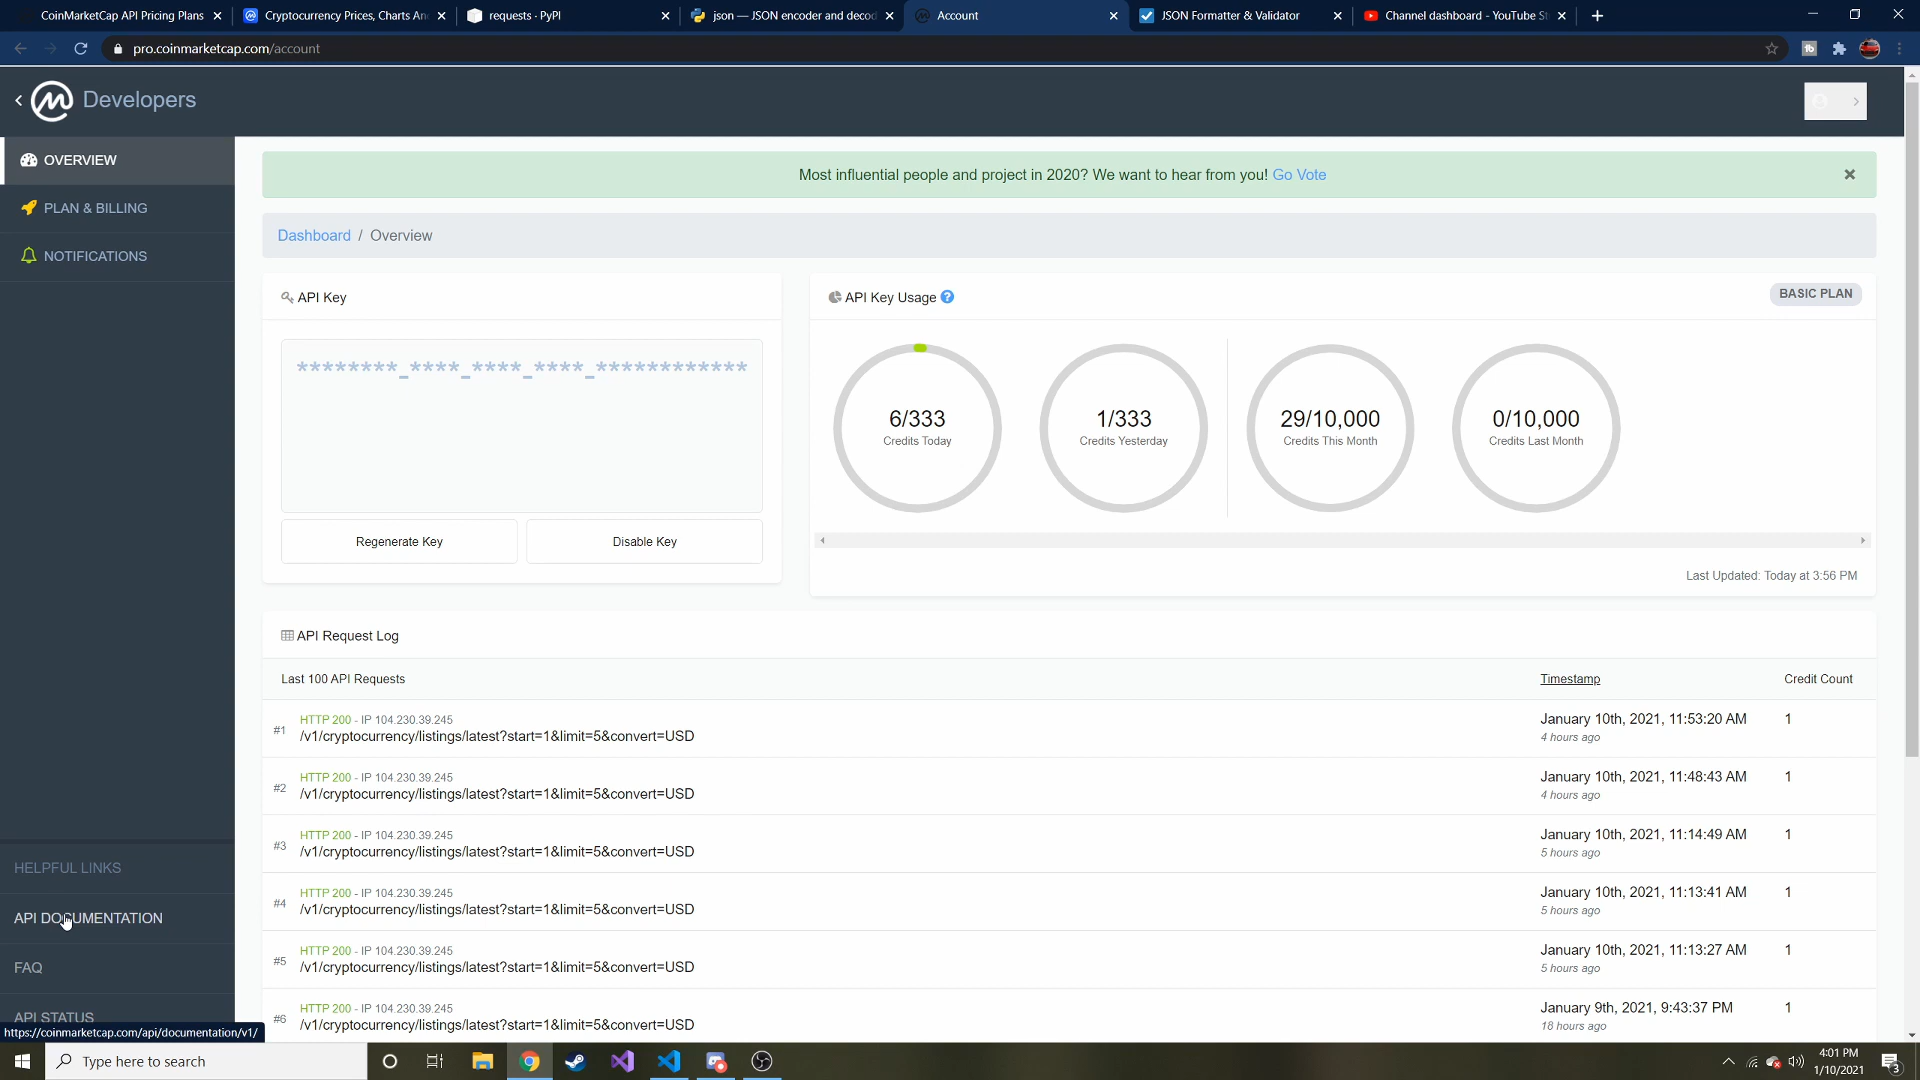 CoinMarketCap API Pricing Plans
Cryptocurrency Prices, Charts An
requests · PyPI
json — JSON encoder and decod
Account
JSON Formatter & Validator
Channel dashboard - YouTube St
pro.coinmarketcap.com/account
Developers
OVERVIEW
PLAN & BILLING
NOTIFICATIONS
Most influential people and project in 2020? We want to hear from you! Go Vote
Dashboard / Overview
API Key
********_****_****_****_************
Regenerate Key
Disable Key
API Key Usage
BASIC PLAN
6/333
Credits Today
1/333
Credits Yesterday
29/10,000
Credits This Month
0/10,000
Credits Last Month
Last Updated: Today at 3:56 PM
API Request Log
Last 100 API Requests
Timestamp
Credit Count
#1
HTTP 200 - IP 104.230.39.245
/v1/cryptocurrency/listings/latest?start=1&limit=5&convert=USD
January 10th, 2021, 11:53:20 AM
4 hours ago
1
#2
HTTP 200 - IP 104.230.39.245
/v1/cryptocurrency/listings/latest?start=1&limit=5&convert=USD
January 10th, 2021, 11:48:43 AM
4 hours ago
1
#3
HTTP 200 - IP 104.230.39.245
/v1/cryptocurrency/listings/latest?start=1&limit=5&convert=USD
January 10th, 2021, 11:14:49 AM
5 hours ago
1
#4
HTTP 200 - IP 104.230.39.245
/v1/cryptocurrency/listings/latest?start=1&limit=5&convert=USD
January 10th, 2021, 11:13:41 AM
5 hours ago
1
#5
HTTP 200 - IP 104.230.39.245
/v1/cryptocurrency/listings/latest?start=1&limit=5&convert=USD
January 10th, 2021, 11:13:27 AM
5 hours ago
1
#6
HTTP 200 - IP 104.230.39.245
/v1/cryptocurrency/listings/latest?start=1&limit=5&convert=USD
January 9th, 2021, 9:43:37 PM
18 hours ago
1
HELPFUL LINKS
API DOCUMENTATION
FAQ
API STATUS
https://coinmarketcap.com/api/documentation/v1/
Type here to search
4:01 PM
1/10/2021
3